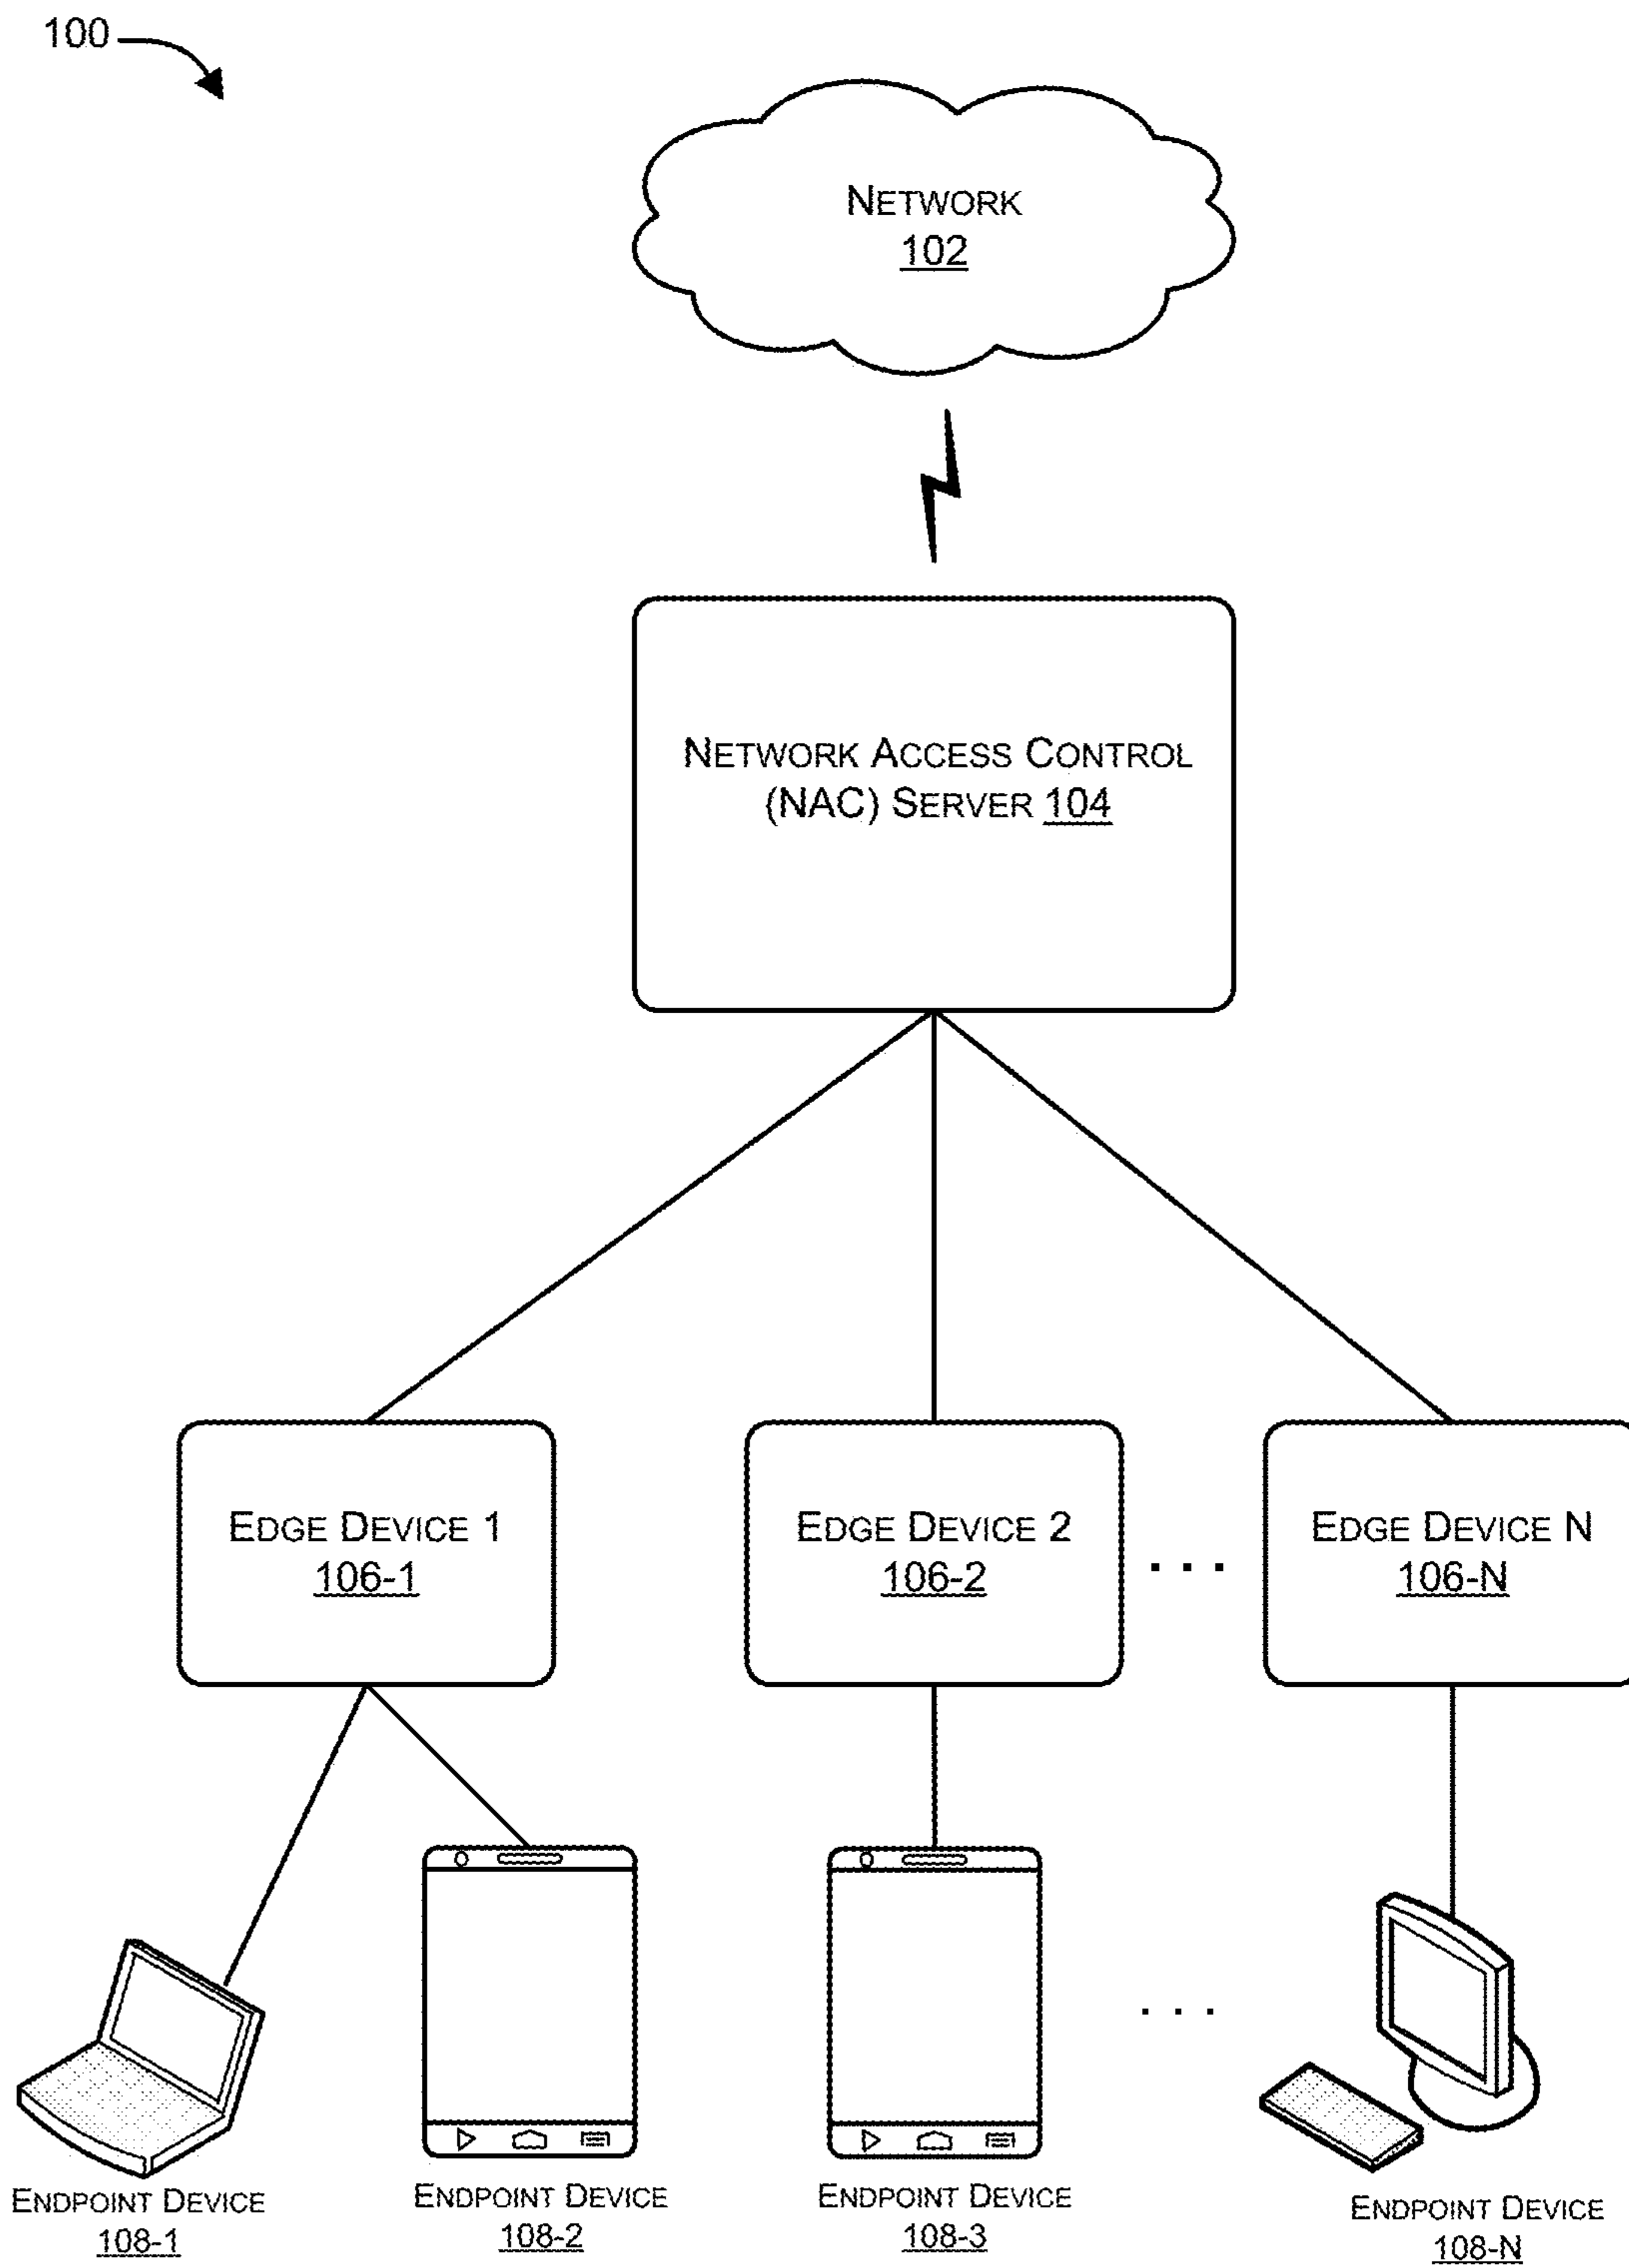 100
NETWORK
102
NETWORK ACCESS CONTROL
(NAC) SERVER 104
EDGE DEVICE 1
106-1
EDGE DEVICE 2
106-2
. . .
EDGE DEVICE N
106-N
. . .
ENDPOINT DEVICE
108-1
ENDPOINT DEVICE
108-2
ENDPOINT DEVICE
108-3
ENDPOINT DEVICE
108-N